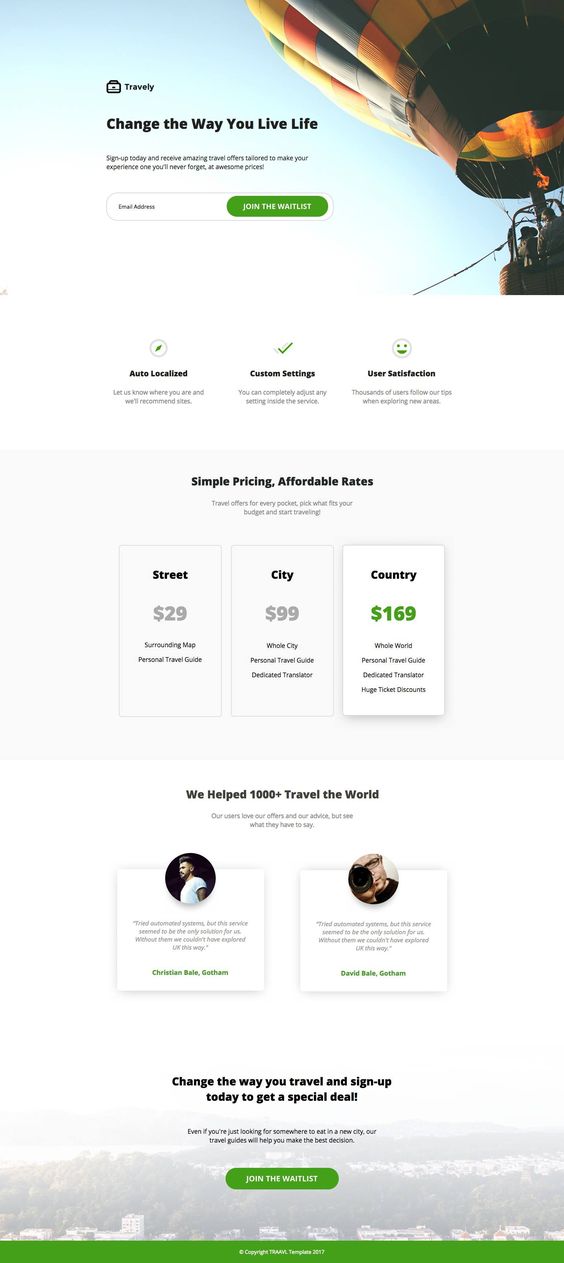 Travely
Change the Way You Live Life
Sign-up today and receive amazing travel offers tailored to make your
experience one you'll never forget, at awesome prices!
Email Address
JOIN THE WAITLIST
Auto Localized
Let us know where you are and
we'll recommend sites.
Custom Settings
You can completely adjust any
setting inside the service.
User Satisfaction
Thousands of users follow our tips
when exploring new areas.
Simple Pricing, Affordable Rates
Travel offers for every pocket, pick what fits your
budget and start traveling!
Street
$29
Surrounding Map
Personal Travel Guide
City
$99
Whole City
Personal Travel Guide
Dedicated Translator
Country
$169
Whole World
Personal Travel Guide
Dedicated Translator
Huge Ticket Discounts
We Helped 1000+ Travel the World
Our users love our offers and our advice, but see
what they have to say.
"Tried automated systems, but this service
seemed to be the only solution for us.
Without them we couldn't have explored
UK this way."
Christian Bale, Gotham
"Tried automated systems, but this service
seemed to be the only solution for us.
Without them we couldn't have explored
UK this way."
David Bale, Gotham
Change the way you travel and sign-up
today to get a special deal!
Even if you're just looking for somewhere to eat in a new city, our
travel guides will help you make the best decision.
JOIN THE WAITLIST
© Copyright TRAAVL Template 2017